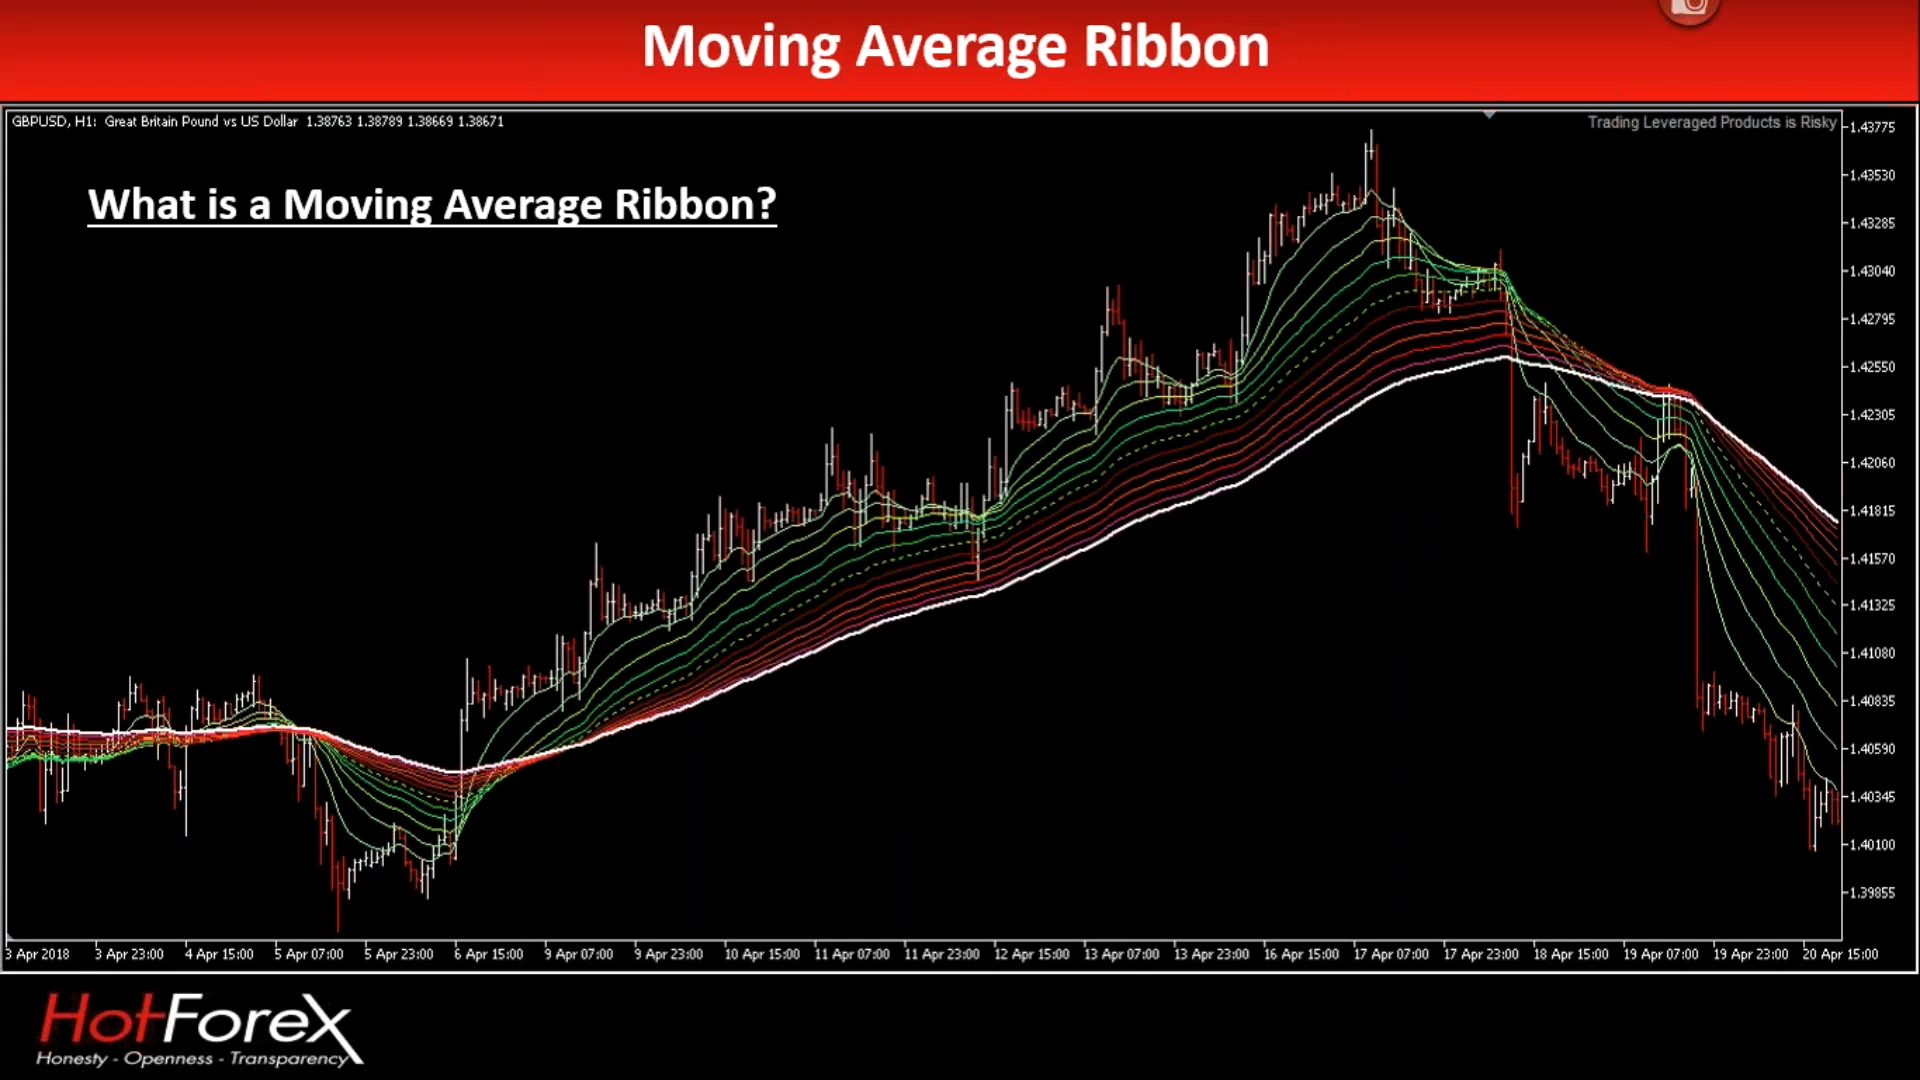 Moving Average Ribbon
GBPUSD, H1: Great Britain Pound vs US Dollar 1.38763 1.38789 1.38669 1.38671
Trading Leveraged Products is Risky
What is a Moving Average Ribbon?
1.43775
1.43530
1.43285
1.43040
1.42795
1.42550
1.42305
1.42060
1.41815
1.41570
1.41325
1.41080
1.40835
1.40590
1.40345
1.40100
1.39855
3 Apr 2018 3 Apr 23:00 4 Apr 15:00 5 Apr 07:00 5 Apr 23:00 6 Apr 15:00 9 Apr 07:00 9 Apr 23:00 10 Apr 15:00 11 Apr 07:00 11 Apr 23:00 12 Apr 15:00 13 Apr 07:00 13 Apr 23:00 16 Apr 15:00 17 Apr 07:00 17 Apr 23:00 18 Apr 15:00 19 Apr 07:00 19 Apr 23:00 20 Apr 15:00
HotForex
Honesty - Openness - Transparency